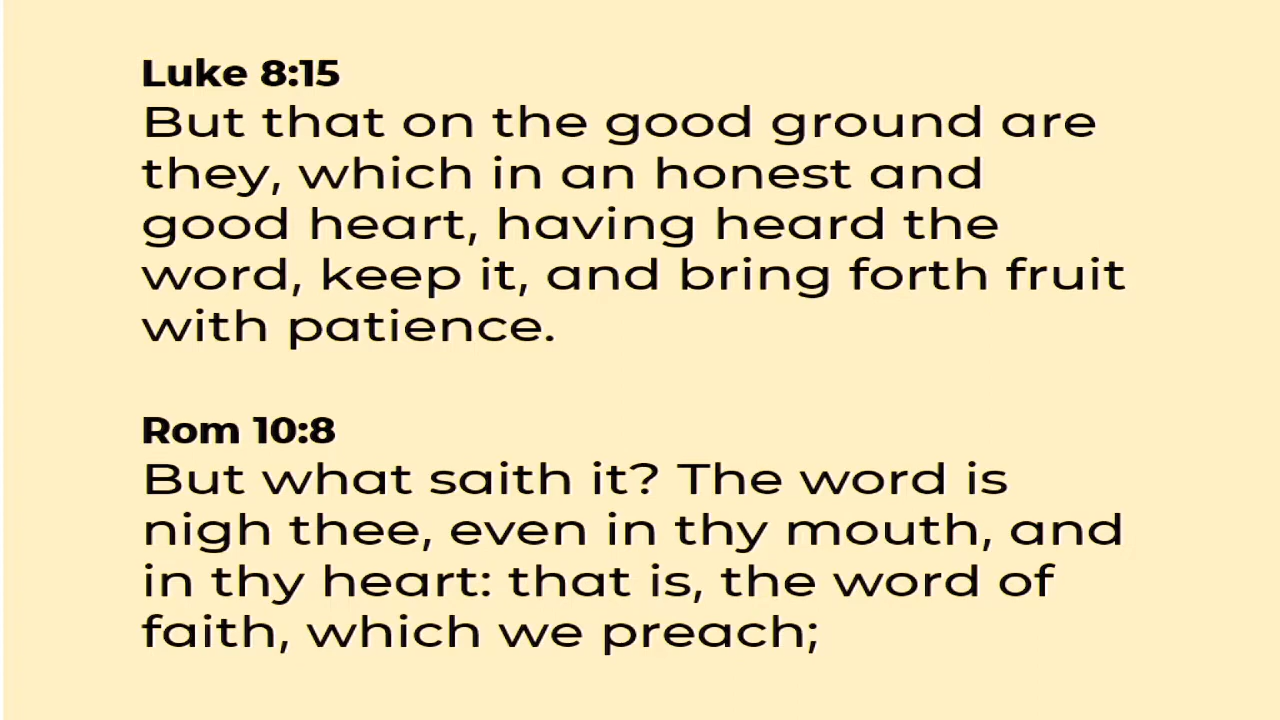 Luke 8:15
But that on the good ground are
they, which in an honest and
good heart, having heard the
word, keep it, and bring forth fruit
with patience.
Rom 10:8
But what saith it? The word is
nigh thee, even in thy mouth, and
in thy heart: that is, the word of
faith, which we preach;